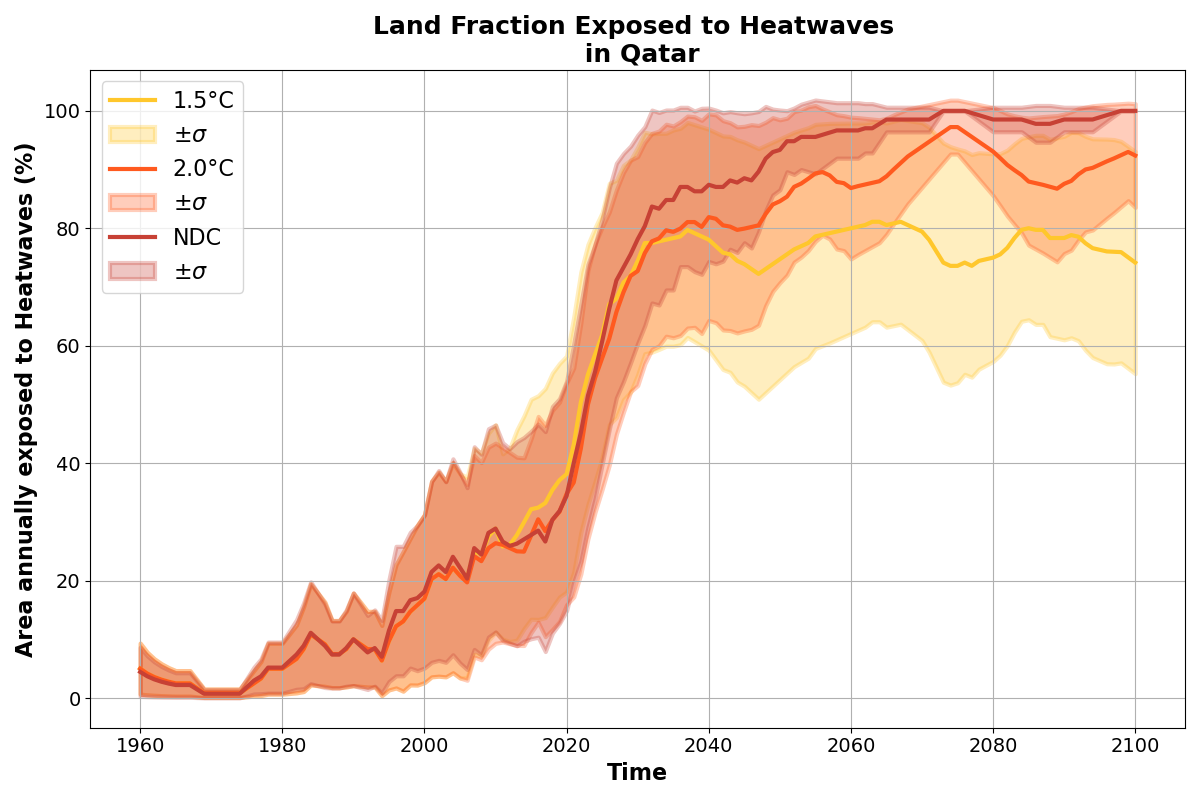 Land Fraction Exposed to Heatwaves
in Qatar
1.5°C
±σ
2.0°C
±σ
NDC
±σ
Area annually exposed to Heatwaves (%)
100
80
60
40
20
0
1960 1980 2000 2020 2040 2060 2080 2100
Time